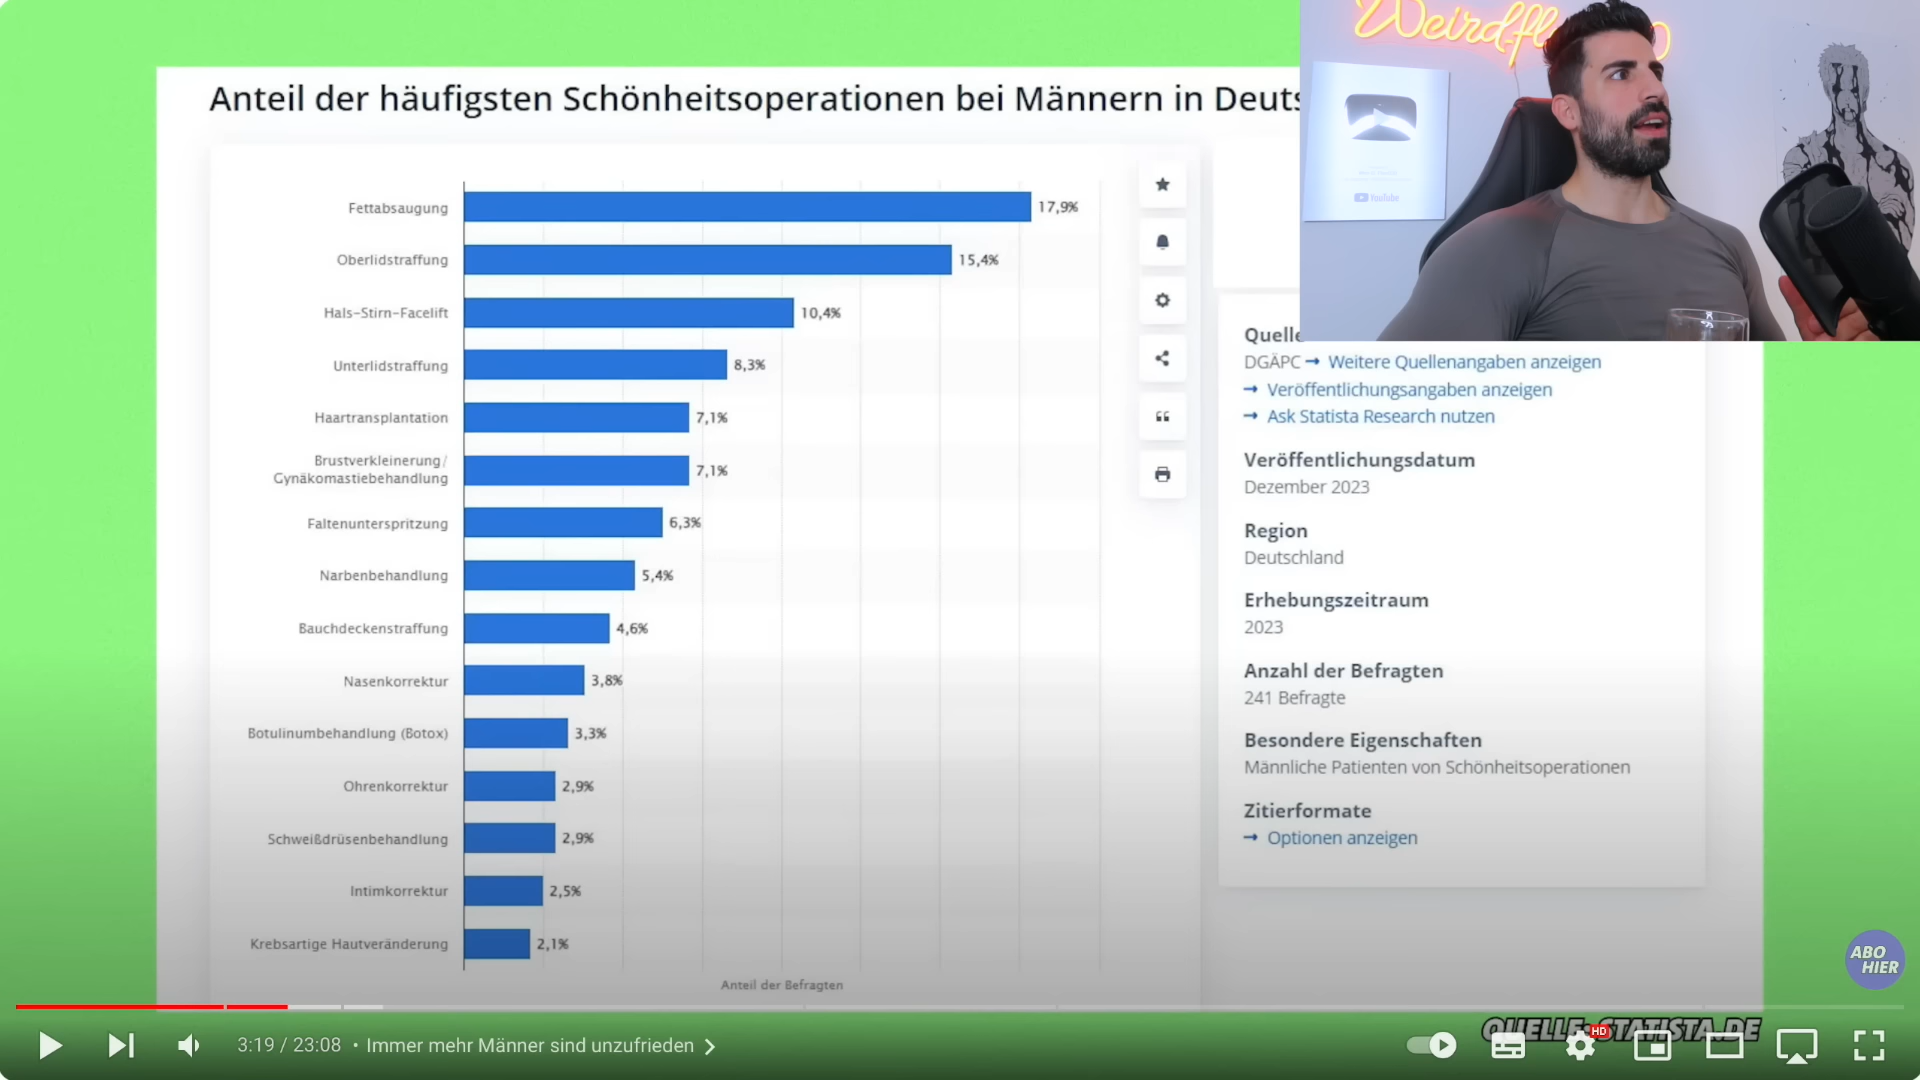 Anteil der häufigsten Schönheitsoperationen bei Männern in Deuts
Fettabsaugung 17,9%
Oberlidstraffung 15,4%
Hals-Stirn-Facelift 10,4%
Unterlidstraffung 8,3%
Haartransplantation 7,1%
Brustverkleinerung/
Gynäkomastiebehandlung 7,1%
Faltenunterspritzung 6,3%
Narbenbehandlung 5,4%
Bauchdeckenstraffung 4,6%
Nasenkorrektur 3,8%
Botulinumbehandlung (Botox) 3,3%
Ohrenkorrektur 2,9%
Schweißdrüsenbehandlung 2,9%
Intimkorrektur 2,5%
Krebsartige Hautveränderung 2,1%
Anteil der Befragten
Weirdfl
YouTube
Quelle
DGÄPC → Weitere Quellenangaben anzeigen
→ Veröffentlichungsangaben anzeigen
→ Ask Statista Research nutzen
Veröffentlichungsdatum
Dezember 2023
Region
Deutschland
Erhebungszeitraum
2023
Anzahl der Befragten
241 Befragte
Besondere Eigenschaften
Männliche Patienten von Schönheitsoperationen
Zitierformate
→ Optionen anzeigen
ABO
HIER
QUELLE: STATISTA.DE
3:19 / 23:08 • Immer mehr Männer sind unzufrieden
HD